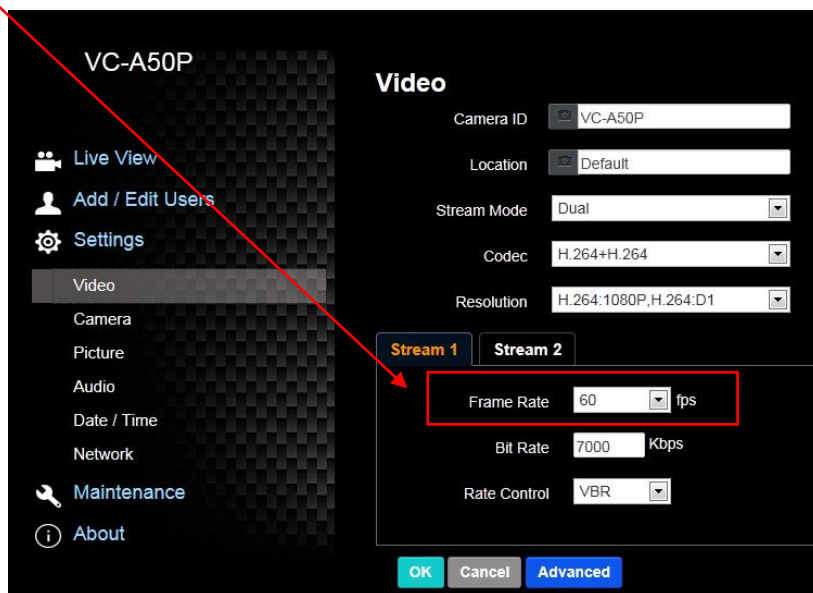 VC-A50P
Live View
Add / Edit Users
Settings
Video
Camera
Picture
Audio
Date / Time
Network
Maintenance
About
Video
Camera ID VC-A50P
Location Default
Stream Mode Dual
Codec H.264+H.264
Resolution H.264:1080P,H.264:D1
Stream 1 Stream 2
Frame Rate 60 fps
Bit Rate 7000 Kbps
Rate Control VBR
OK Cancel Advanced